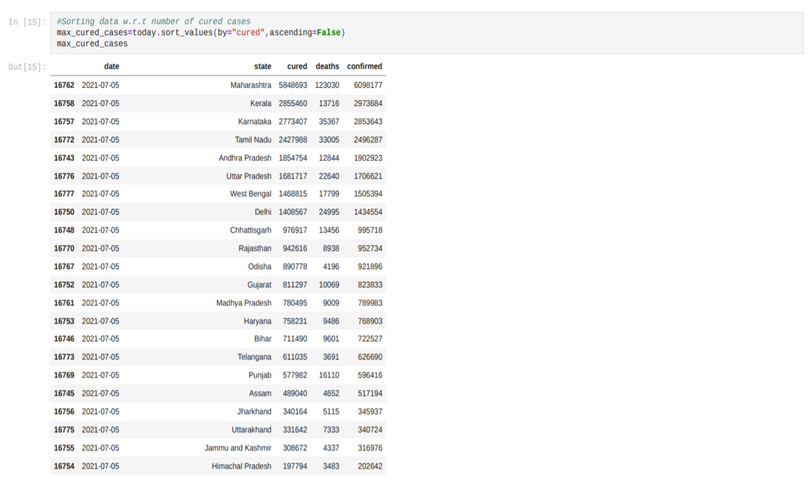 In [15]:
#Sorting data w.r.t number of cured cases
max_cured_cases=today.sort_values(by="cured",ascending=False)
max_cured_cases
Out[15]:
date state cured deaths confirmed
16762 2021-07-05 Maharashtra 5848693 123030 6098177
16758 2021-07-05 Kerala 2855460 13716 2973684
16757 2021-07-05 Karnataka 2773407 35367 2853643
16772 2021-07-05 Tamil Nadu 2427988 33005 2496287
16743 2021-07-05 Andhra Pradesh 1854754 12844 1902923
16776 2021-07-05 Uttar Pradesh 1681717 22640 1706621
16777 2021-07-05 West Bengal 1468815 17799 1505394
16750 2021-07-05 Delhi 1408567 24995 1434554
16748 2021-07-05 Chhattisgarh 976917 13456 995718
16770 2021-07-05 Rajasthan 942616 8938 952734
16767 2021-07-05 Odisha 890778 4196 921896
16752 2021-07-05 Gujarat 811297 10069 823833
16761 2021-07-05 Madhya Pradesh 780495 9009 789983
16753 2021-07-05 Haryana 758231 9486 768903
16746 2021-07-05 Bihar 711490 9601 722527
16773 2021-07-05 Telangana 611035 3691 626690
16769 2021-07-05 Punjab 577982 16110 596416
16745 2021-07-05 Assam 489040 4652 517194
16756 2021-07-05 Jharkhand 340164 5115 345937
16775 2021-07-05 Uttarakhand 331642 7333 340724
16755 2021-07-05 Jammu and Kashmir 308672 4337 316976
16754 2021-07-05 Himachal Pradesh 197794 3483 202642